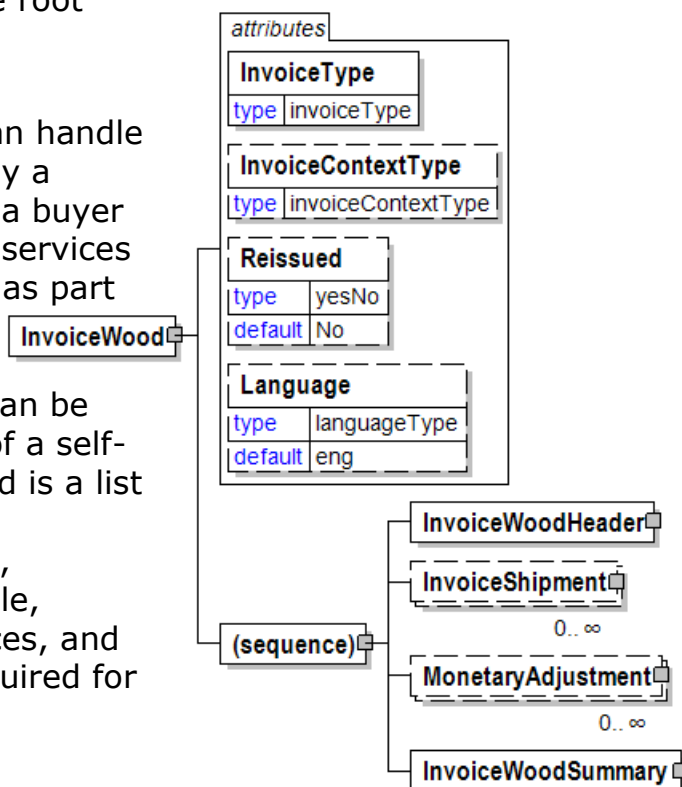 e root
an handle
y a
a buyer
services
as part
an be
of a self-
d is a list
,
le,
ces, and
uired for
attributes
InvoiceType
type invoiceType
InvoiceContextType
type invoiceContextType
Reissued
type yesNo
default No
Language
type languageType
default eng
InvoiceWood
(sequence)
InvoiceWoodHeader
InvoiceShipment
0.. ∞
MonetaryAdjustment
0.. ∞
InvoiceWoodSummary